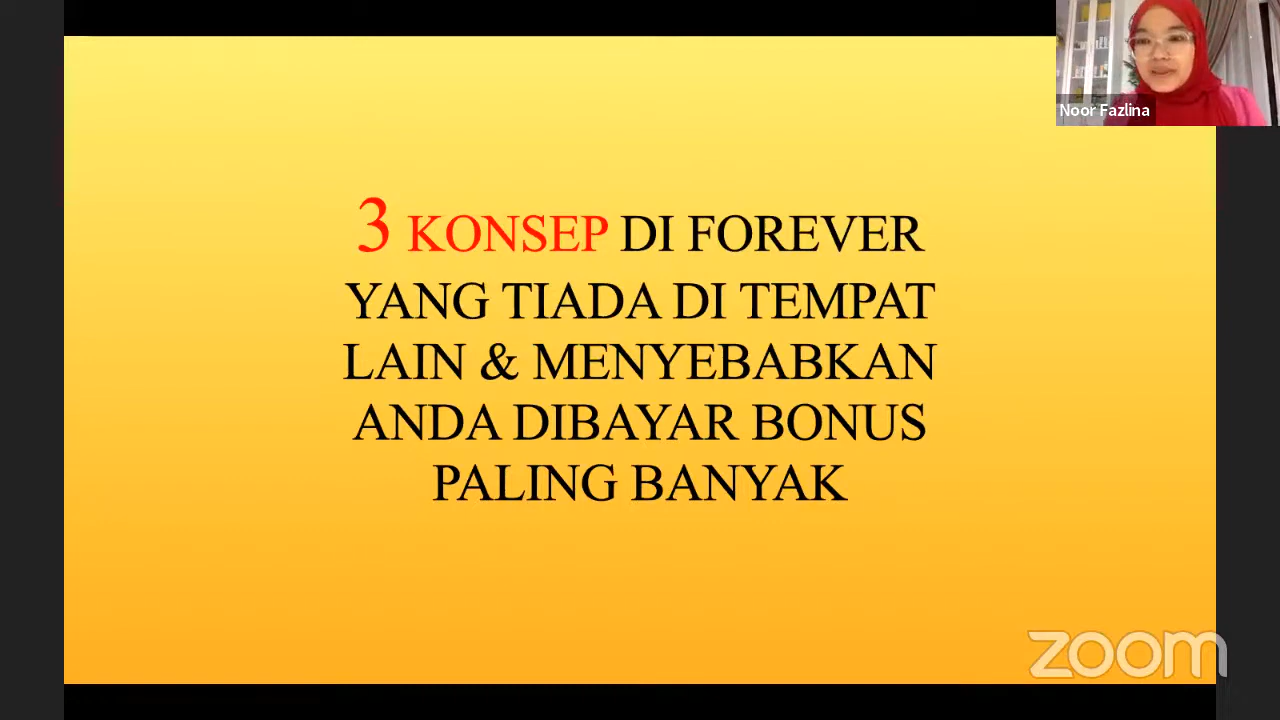 Noor Fazlina
3 KONSEP DI FOREVER
YANG TIADA DI TEMPAT
LAIN & MENYEBABKAN
ANDA DIBAYAR BONUS
PALING BANYAK
zoom